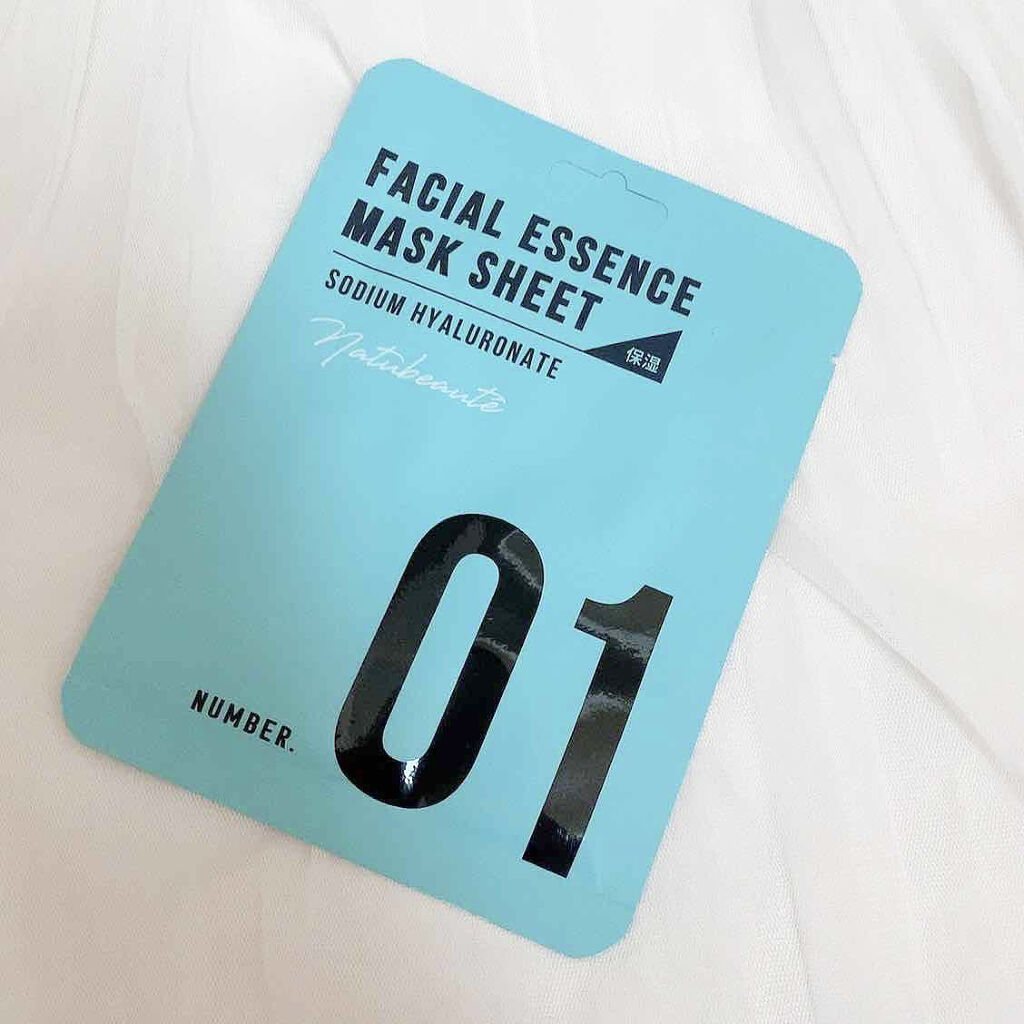 FACIAL ESSENCE
MASK SHEET
SODIUM HYALURONATE
保湿
Natubeauté
NUMBER.
01